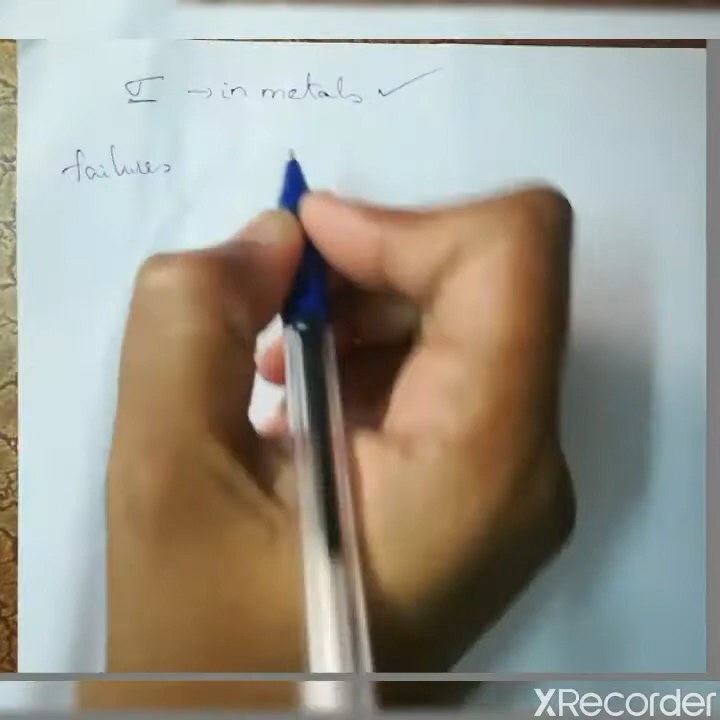 σ → in metals ✓
failures
XRecorder